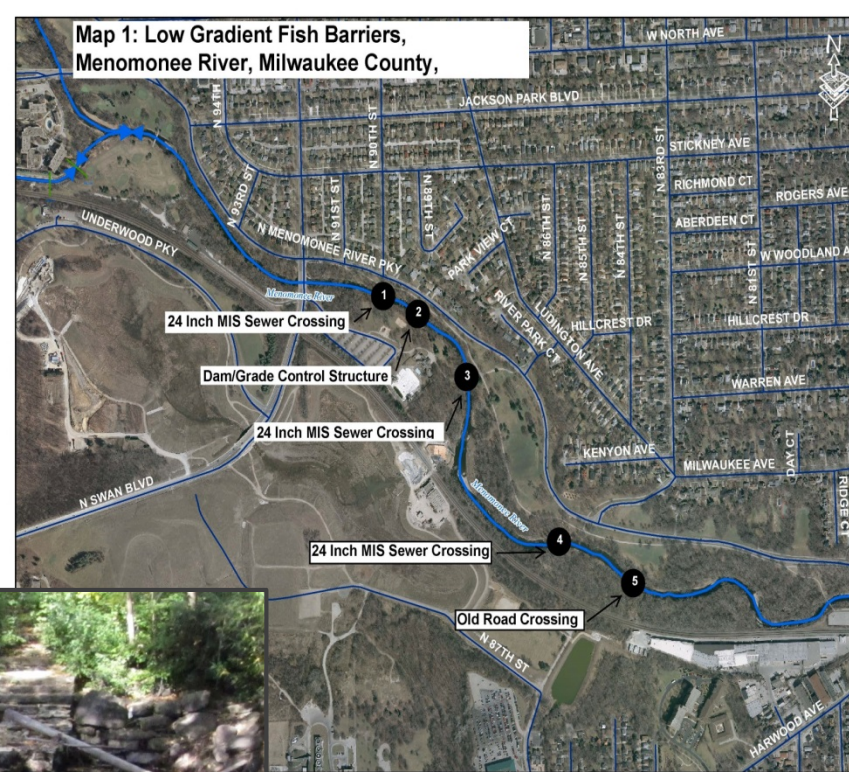 Map 1: Low Gradient Fish Barriers,
Menomonee River, Milwaukee County,
W NORTH AVE
N
N 94TH
JACKSON PARK BLVD
N 90TH ST
N 83RD ST
STICKNEY AVE
N 93RD ST
N 91ST ST
N 89TH ST
RICHMOND CT
ROGERS AVE
N 86TH ST
N 85TH ST
N 84TH ST
ABERDEEN CT
UNDERWOOD PKY
N MENOMONEE RIVER PKY
PARK VIEW CT
N 81ST ST
W WOODLAND A
Menomonee River
1
24 Inch MIS Sewer Crossing
2
RIVER PARK CT
LUDINGTON AVE
HILLCREST DR
HILLCREST DR
Dam/Grade Control Structure
3
WARREN AVE
24 Inch MIS Sewer Crossing
KENYON AVE
MILWAUKEE AVE
DAY CT
RIDGE CT
N SWAN BLVD
Menomonee River
4
24 Inch MIS Sewer Crossing
5
Old Road Crossing
N 87TH ST
HARWOOD AVE